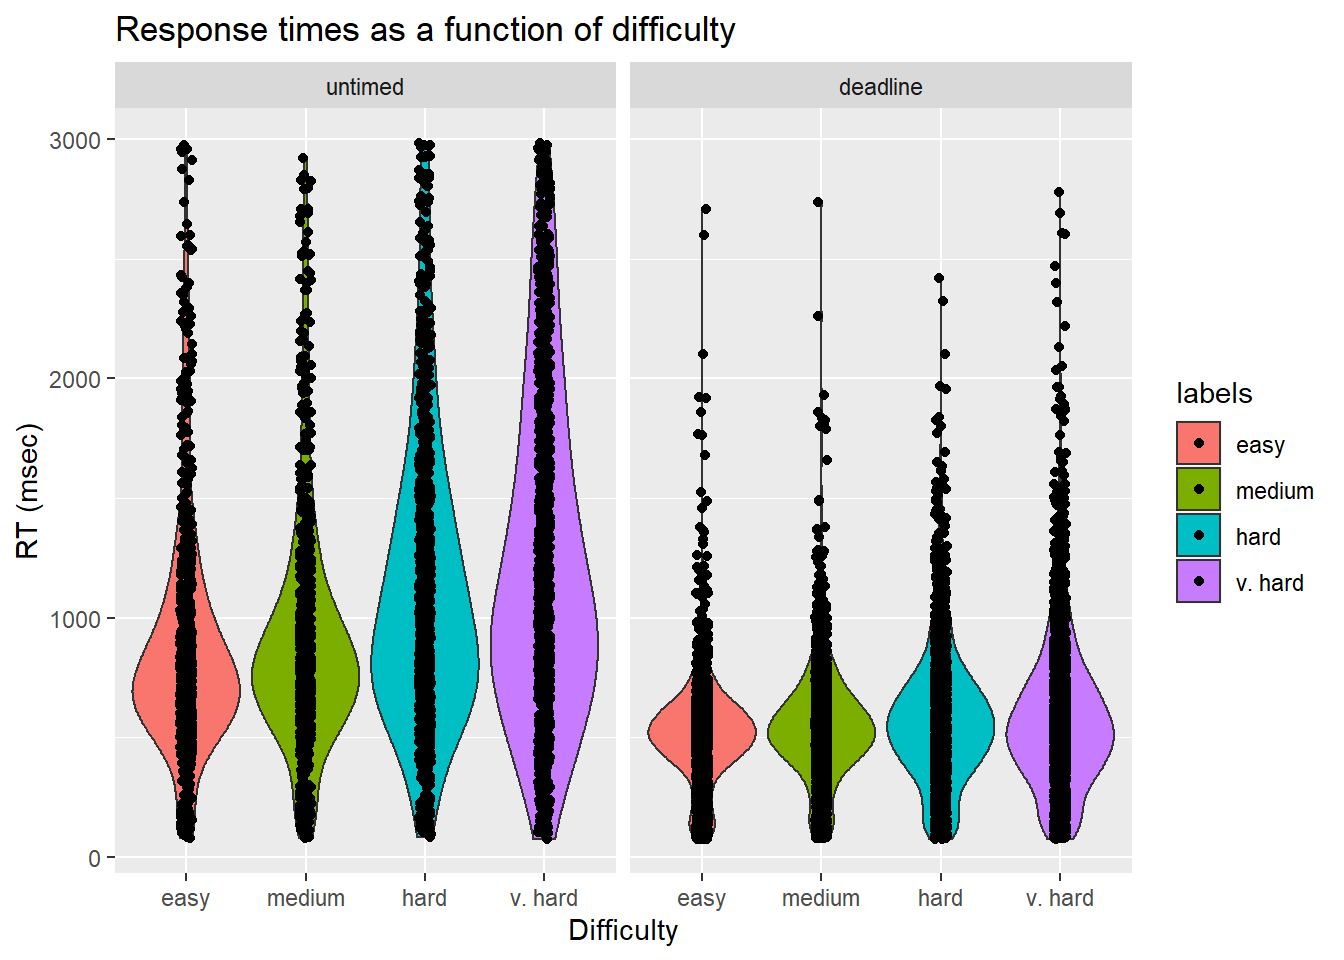 Response times as a function of difficulty
untimed
deadline
RT (msec)
3000
2000
1000
0
easy
medium
hard
v. hard
easy
medium
hard
v. hard
Difficulty
labels
easy
medium
hard
v. hard